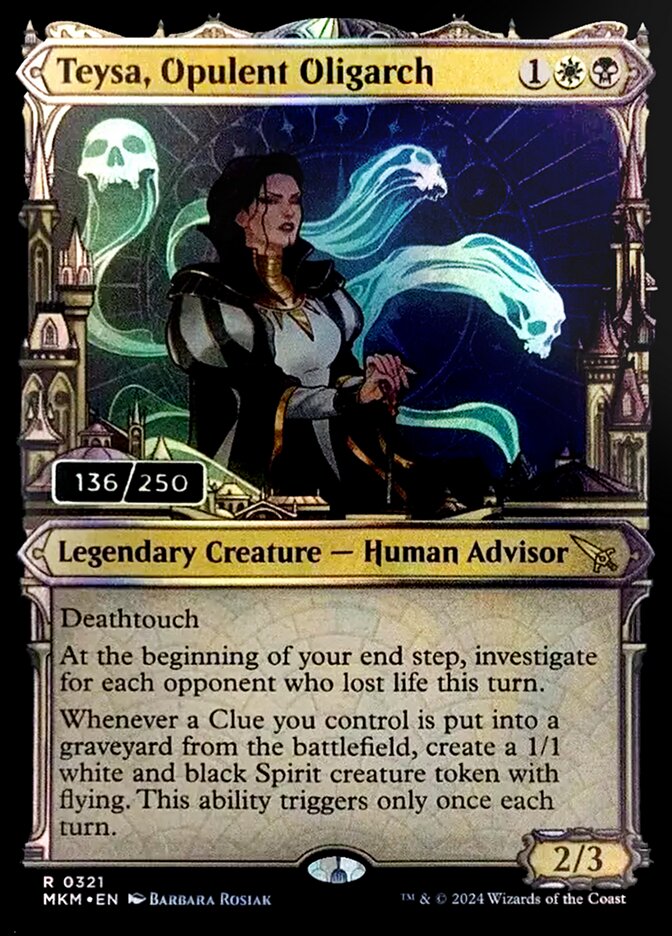 Teysa, Opulent Oligarch 1
136/250
Legendary Creature — Human Advisor
Deathtouch
At the beginning of your end step, investigate
for each opponent who lost life this turn.
Whenever a Clue you control is put into a
graveyard from the battlefield, create a 1/1
white and black Spirit creature token with
flying. This ability triggers only once each
turn.
2/3
R 0321
MKM • EN Barbara Rosiak ™ & © 2024 Wizards of the Coast